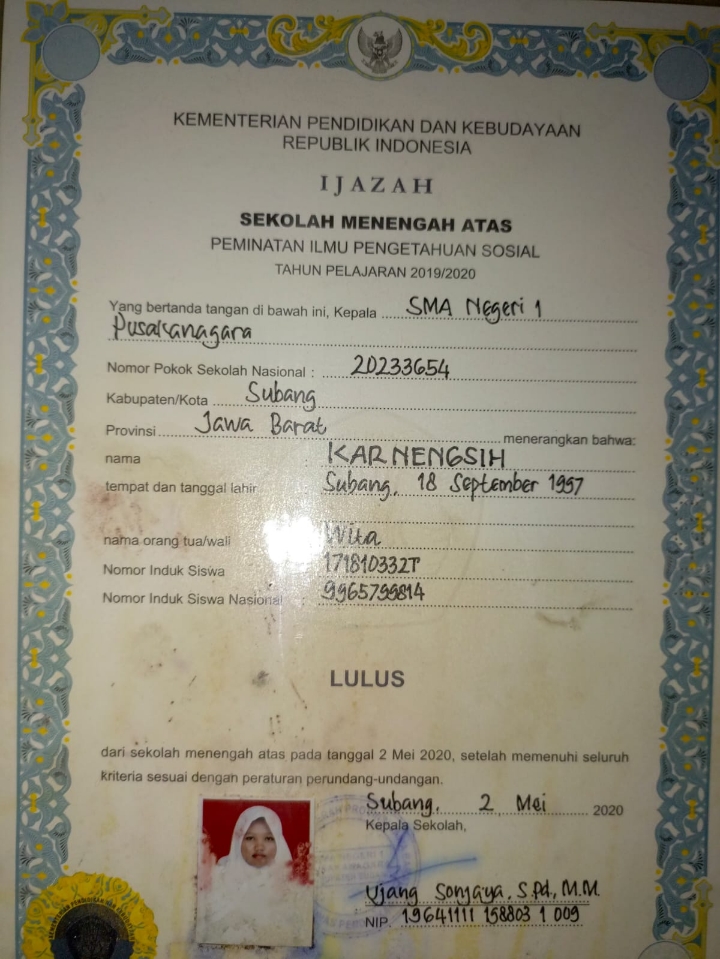 KEMENTERIAN PENDIDIKAN DAN KEBUDAYAAN
REPUBLIK INDONESIA
IJAZAH
SEKOLAH MENENGAH ATAS
PEMINATAN ILMU PENGETAHUAN SOSIAL
TAHUN PELAJARAN 2019/2020
Yang bertanda tangan di bawah ini, Kepala SMA Negeri 1
Pusakanagara
Nomor Pokok Sekolah Nasional : 20233654
Kabupaten/Kota Subang
Provinsi Jawa Barat menerangkan bahwa:
nama KARNENGSIH
tempat dan tanggal lahir Subang, 18 September 1997
nama orang tua/wali Wita
Nomor Induk Siswa 171810332T
Nomor Induk Siswa Nasional 9965799814
LULUS
dari sekolah menengah atas pada tanggal 2 Mei 2020, setelah memenuhi seluruh
kriteria sesuai dengan peraturan perundang-undangan.
Subang, 2 Mei 2020
Kepala Sekolah,
Ujang Sonjaya, S.Pd., M.M.
NIP. 19641111 198803 1 009